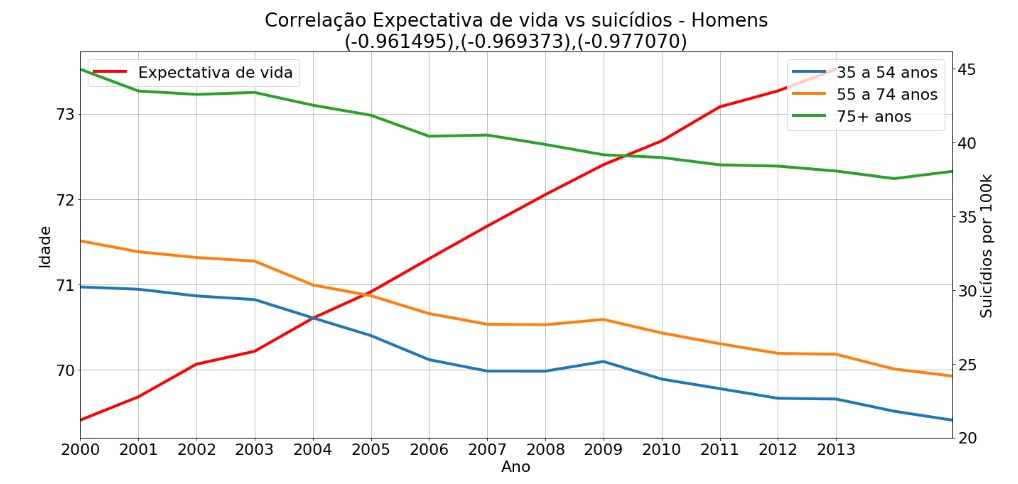 Correlação Expectativa de vida vs suicídios - Homens
(-0.961495),(-0.969373),(-0.977070)
Expectativa de vida
35 a 54 anos
55 a 74 anos
75+ anos
Idade
73
72
71
70
45
40
35
30
25
20
Suicídios por 100k
2000 2001 2002 2003 2004 2005 2006 2007 2008 2009 2010 2011 2012 2013
Ano